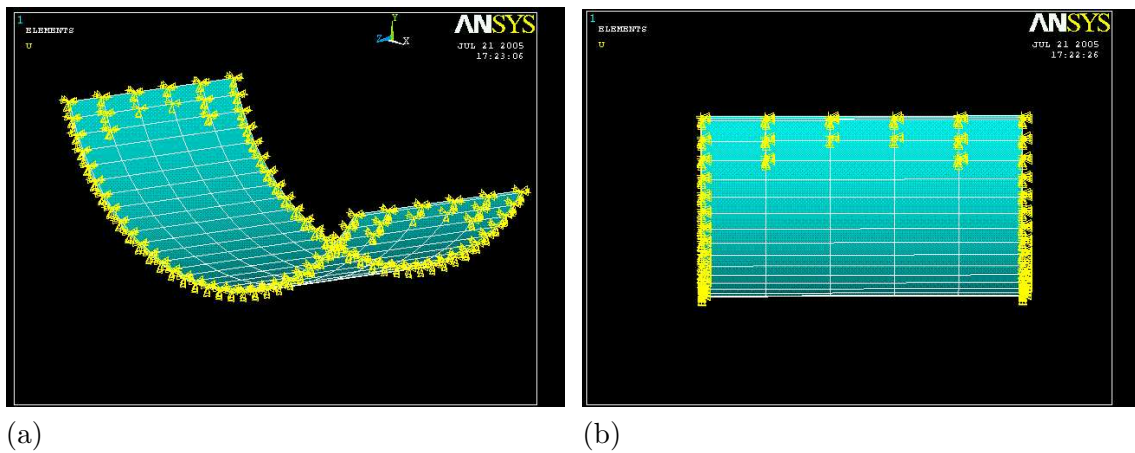 1
ELEMENTS
U
ANSYS
JUL 21 2005
17:23:06
Y
Z
X
1
ELEMENTS
U
ANSYS
JUL 21 2005
17:22:26
(a)
(b)